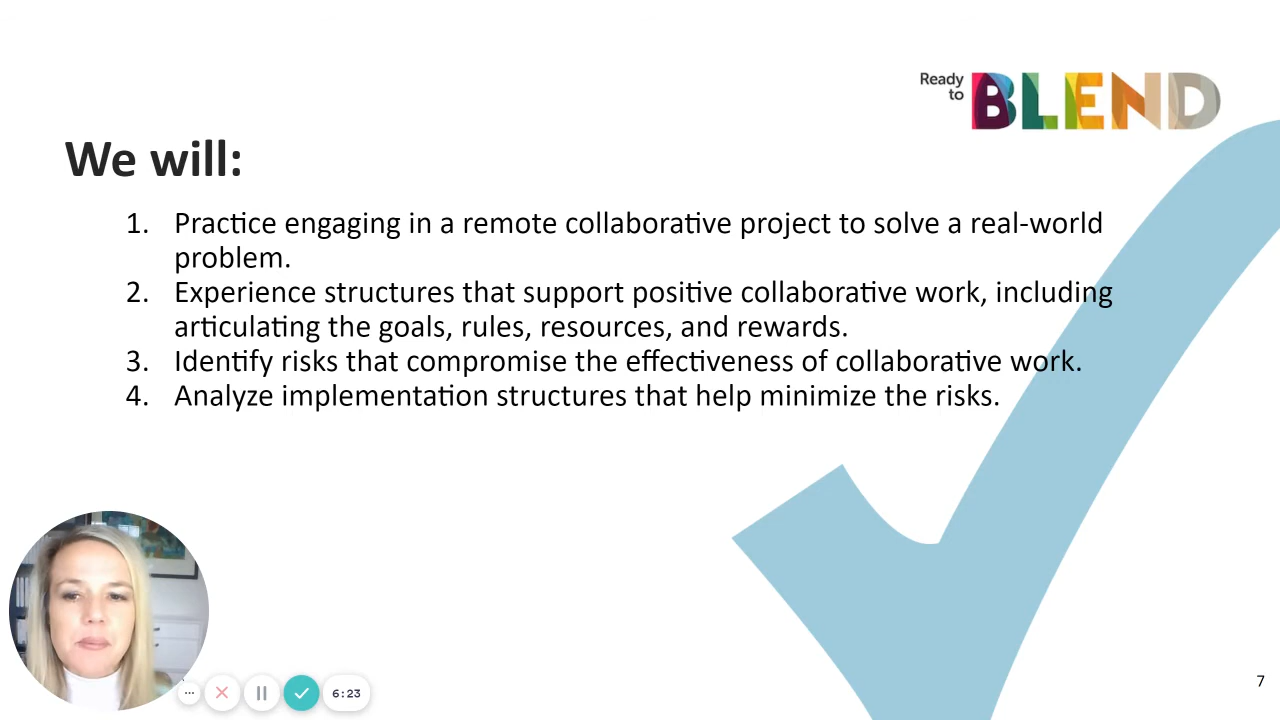 Ready
to
BLEND
We will:
1. Practice engaging in a remote collaborative project to solve a real-world
problem.
2. Experience structures that support positive collaborative work, including
articulating the goals, rules, resources, and rewards.
3. Identify risks that compromise the effectiveness of collaborative work.
4. Analyze implementation structures that help minimize the risks.
6:23
7